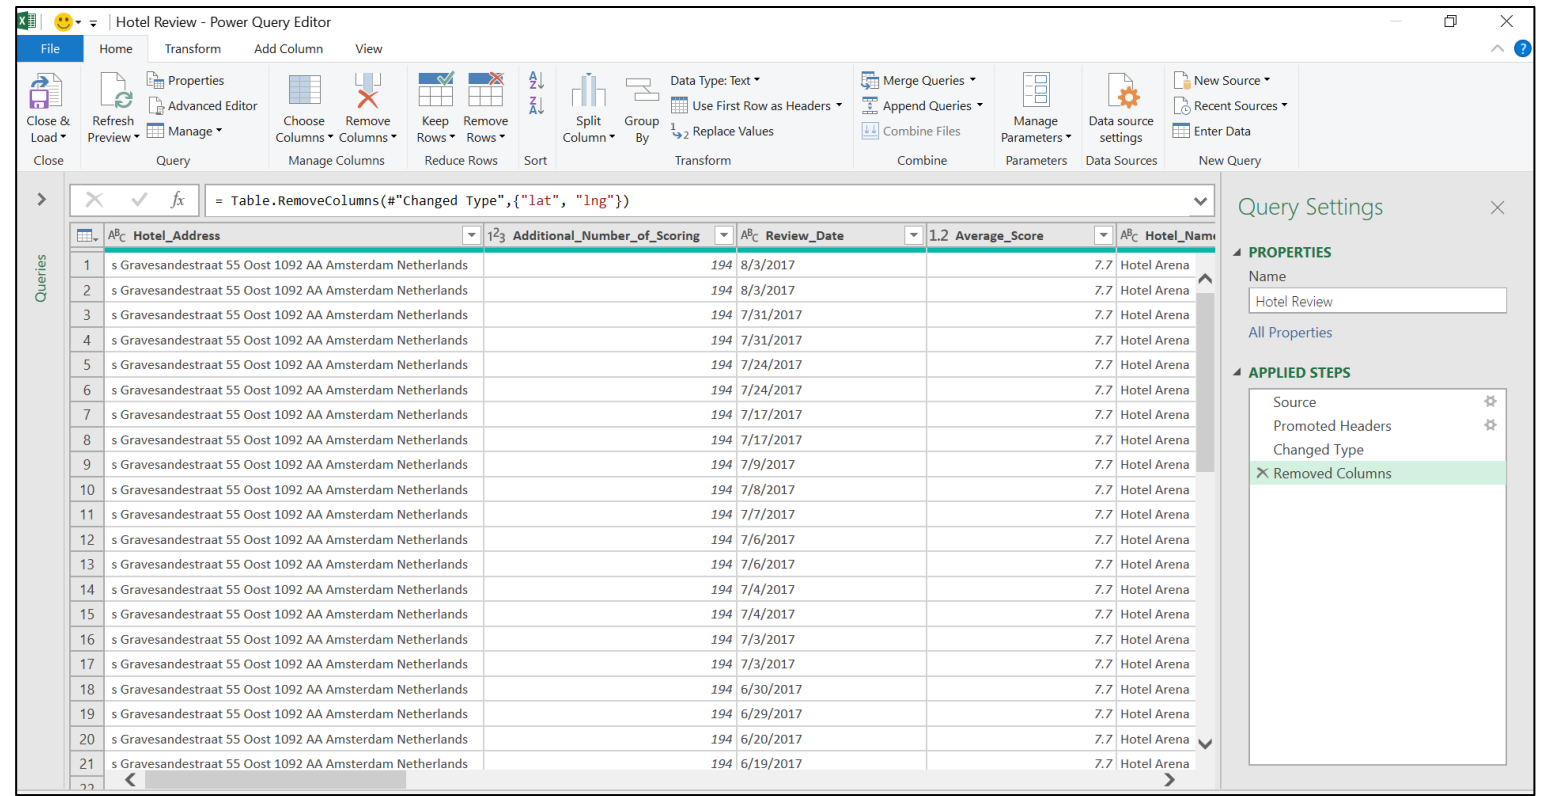 Hotel Review - Power Query Editor
File Home Transform Add Column View
Close & Load
Refresh Preview
Properties
Advanced Editor
Manage
Choose Columns
Remove Columns
Keep Rows
Remove Rows
Split Column
Group By
Data Type: Text
Use First Row as Headers
Replace Values
Merge Queries
Append Queries
Combine Files
Manage Parameters
Data source settings
New Source
Recent Sources
Enter Data
Close Query Manage Columns Reduce Rows Sort Transform Combine Parameters Data Sources New Query
fx = Table.RemoveColumns(#"Changed Type",{"lat", "lng"})
Queries
ABC Hotel_Address 123 Additional_Number_of_Scoring ABC Review_Date 1.2 Average_Score ABC Hotel_Name
1 s Gravesandestraat 55 Oost 1092 AA Amsterdam Netherlands 194 8/3/2017 7.7 Hotel Arena
2 s Gravesandestraat 55 Oost 1092 AA Amsterdam Netherlands 194 8/3/2017 7.7 Hotel Arena
3 s Gravesandestraat 55 Oost 1092 AA Amsterdam Netherlands 194 7/31/2017 7.7 Hotel Arena
4 s Gravesandestraat 55 Oost 1092 AA Amsterdam Netherlands 194 7/31/2017 7.7 Hotel Arena
5 s Gravesandestraat 55 Oost 1092 AA Amsterdam Netherlands 194 7/24/2017 7.7 Hotel Arena
6 s Gravesandestraat 55 Oost 1092 AA Amsterdam Netherlands 194 7/24/2017 7.7 Hotel Arena
7 s Gravesandestraat 55 Oost 1092 AA Amsterdam Netherlands 194 7/17/2017 7.7 Hotel Arena
8 s Gravesandestraat 55 Oost 1092 AA Amsterdam Netherlands 194 7/17/2017 7.7 Hotel Arena
9 s Gravesandestraat 55 Oost 1092 AA Amsterdam Netherlands 194 7/9/2017 7.7 Hotel Arena
10 s Gravesandestraat 55 Oost 1092 AA Amsterdam Netherlands 194 7/8/2017 7.7 Hotel Arena
11 s Gravesandestraat 55 Oost 1092 AA Amsterdam Netherlands 194 7/7/2017 7.7 Hotel Arena
12 s Gravesandestraat 55 Oost 1092 AA Amsterdam Netherlands 194 7/6/2017 7.7 Hotel Arena
13 s Gravesandestraat 55 Oost 1092 AA Amsterdam Netherlands 194 7/6/2017 7.7 Hotel Arena
14 s Gravesandestraat 55 Oost 1092 AA Amsterdam Netherlands 194 7/4/2017 7.7 Hotel Arena
15 s Gravesandestraat 55 Oost 1092 AA Amsterdam Netherlands 194 7/4/2017 7.7 Hotel Arena
16 s Gravesandestraat 55 Oost 1092 AA Amsterdam Netherlands 194 7/3/2017 7.7 Hotel Arena
17 s Gravesandestraat 55 Oost 1092 AA Amsterdam Netherlands 194 7/3/2017 7.7 Hotel Arena
18 s Gravesandestraat 55 Oost 1092 AA Amsterdam Netherlands 194 6/30/2017 7.7 Hotel Arena
19 s Gravesandestraat 55 Oost 1092 AA Amsterdam Netherlands 194 6/29/2017 7.7 Hotel Arena
20 s Gravesandestraat 55 Oost 1092 AA Amsterdam Netherlands 194 6/20/2017 7.7 Hotel Arena
21 s Gravesandestraat 55 Oost 1092 AA Amsterdam Netherlands 194 6/19/2017 7.7 Hotel Arena
22
Query Settings
PROPERTIES
Name
Hotel Review
All Properties
APPLIED STEPS
Source
Promoted Headers
Changed Type
Removed Columns